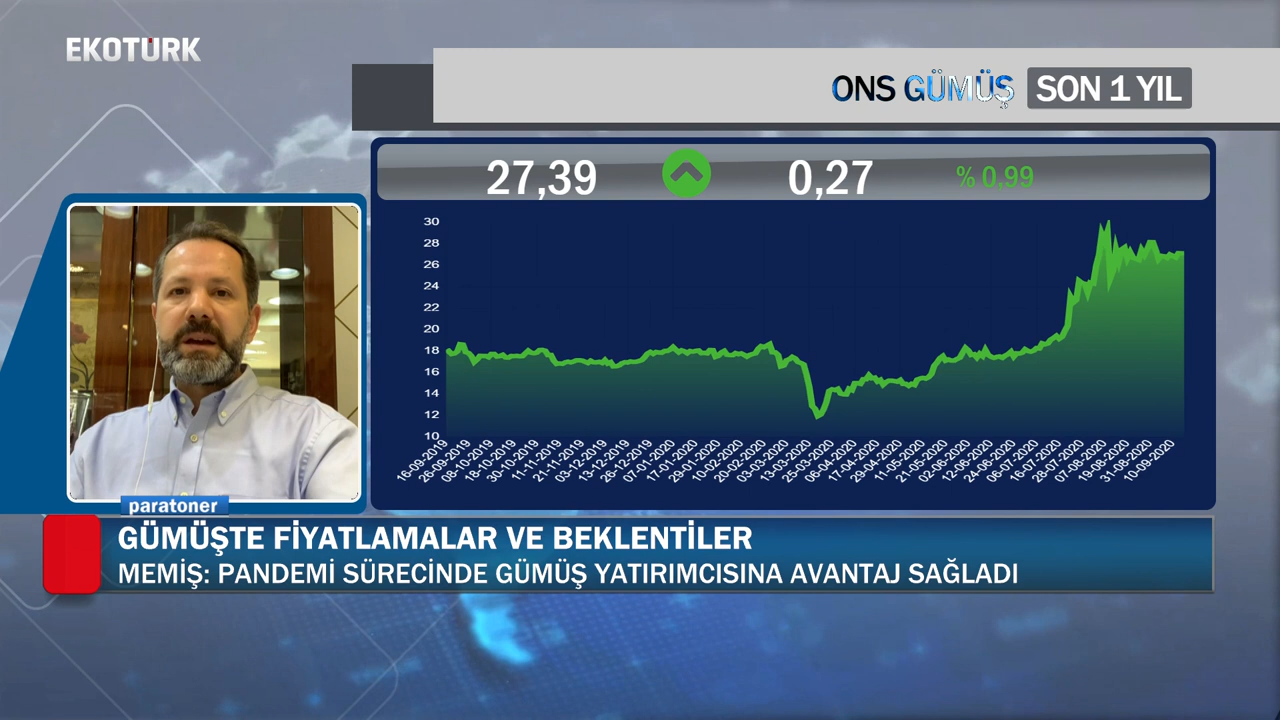 EKOTÜRK
ONS GÜMÜŞ SON 1 YIL
27,39 0,27 % 0,99
30
28
26
24
22
20
18
16
14
12
10
16-09-2019 26-09-2019 08-10-2019 18-10-2019 30-10-2019 11-11-2019 21-11-2019 03-12-2019 13-12-2019 26-12-2019 17-01-2020 29-01-2020 10-02-2020 20-02-2020 03-03-2020 13-03-2020 25-03-2020 06-4-2020 17-04-2020 29-04-2020 11-05-2020 21-05-2020 02-06-2020 12-06-2020 24-06-2020 06-7-2020 16-07-2020 28-07-2020 07-08-2020 19-08-2020 31-08-2020 10-09-2020
paratoner
GÜMÜŞTE FİYATLAMALAR VE BEKLENTİLER
MEMİŞ: PANDEMİ SÜRECİNDE GÜMÜŞ YATIRIMCISINA AVANTAJ SAĞLADI